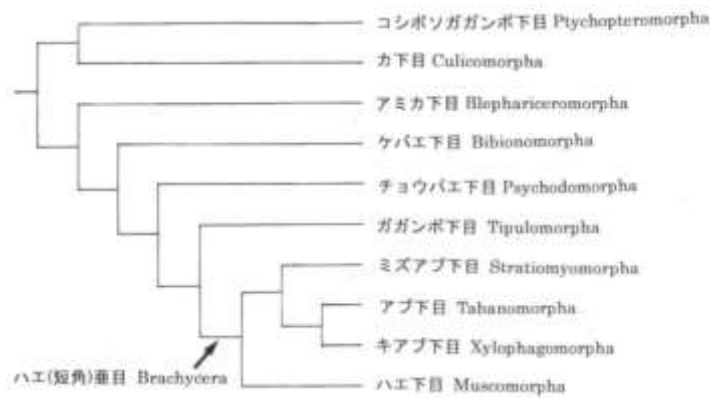 コシボソガガンボ下目 Ptychopteromorpha
カ下目 Culicomorpha
アミカ下目 Blephariceromorpha
ケバエ下目 Bibionomorpha
チョウバエ下目 Psychodomorpha
ガガンボ下目 Tipulomorpha
ミズアブ下目 Stratiomyomorpha
アブ下目 Tabanomorpha
キアブ下目 Xylophagomorpha
ハエ(短角)亜目 Brachycera
ハエ下目 Muscomorpha